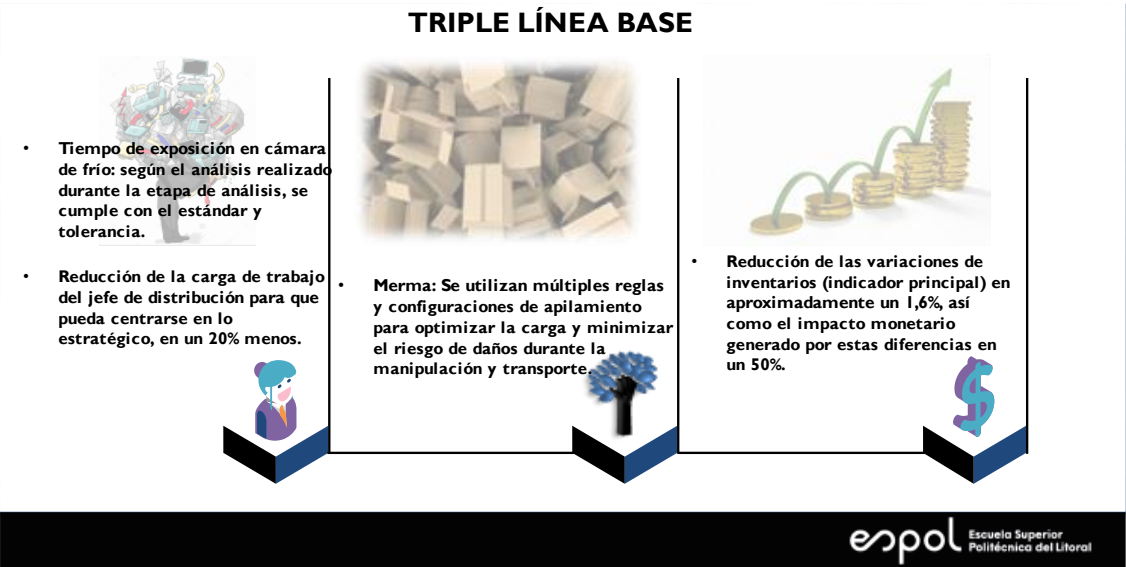 TRIPLE LÍNEA BASE
• Tiempo de exposición en cámara
de frío: según el análisis realizado
durante la etapa de análisis, se
cumple con el estándar y
tolerancia.
• Reducción de la carga de trabajo
del jefe de distribución para que
pueda centrarse en lo
estratégico, en un 20% menos.
• Merma: Se utilizan múltiples reglas
y configuraciones de apilamiento
para optimizar la carga y minimizar
el riesgo de daños durante la
manipulación y transporte.
• Reducción de las variaciones de
inventarios (indicador principal) en
aproximadamente un 1,6%, así
como el impacto monetario
generado por estas diferencias en
un 50%.
espol
Escuela Superior
Politécnica del Litoral